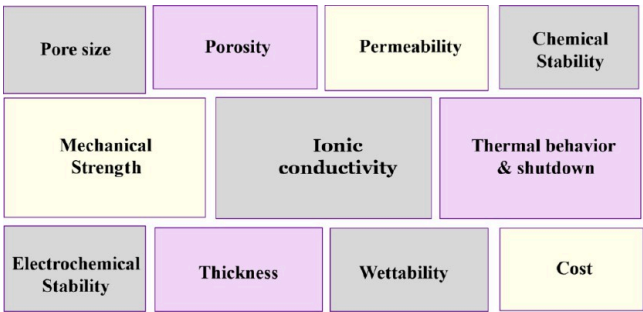 Pore size
Porosity
Permeability
Chemical
Stability
Mechanical
Strength
Ionic
conductivity
Thermal behavior
& shutdown
Electrochemical
Stability
Thickness
Wettability
Cost